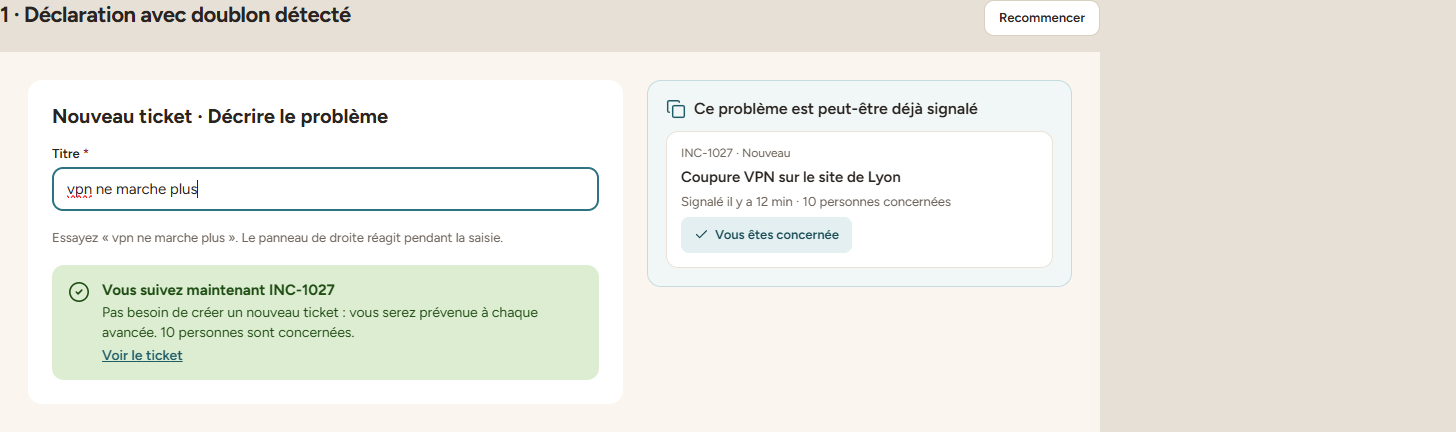 1 · Déclaration avec doublon détecté
Recommencer
Nouveau ticket · Décrire le problème
Titre *
vpn ne marche plus
Essayez « vpn ne marche plus ». Le panneau de droite réagit pendant la saisie.
Vous suivez maintenant INC-1027
Pas besoin de créer un nouveau ticket : vous serez prévenue à chaque
avancée. 10 personnes sont concernées.
Voir le ticket
Ce problème est peut-être déjà signalé
INC-1027 · Nouveau
Coupure VPN sur le site de Lyon
Signalé il y a 12 min · 10 personnes concernées
Vous êtes concernée